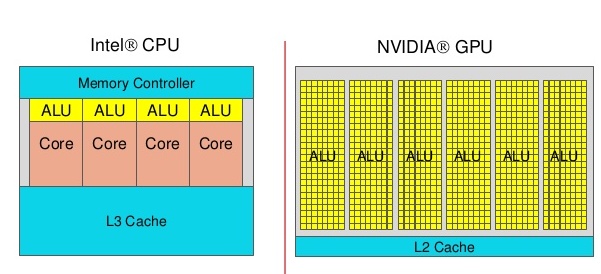 Intel® CPU
Memory Controller
ALU ALU ALU ALU
Core Core Core Core
L3 Cache
NVIDIA® GPU
ALU ALU ALU ALU ALU ALU
L2 Cache